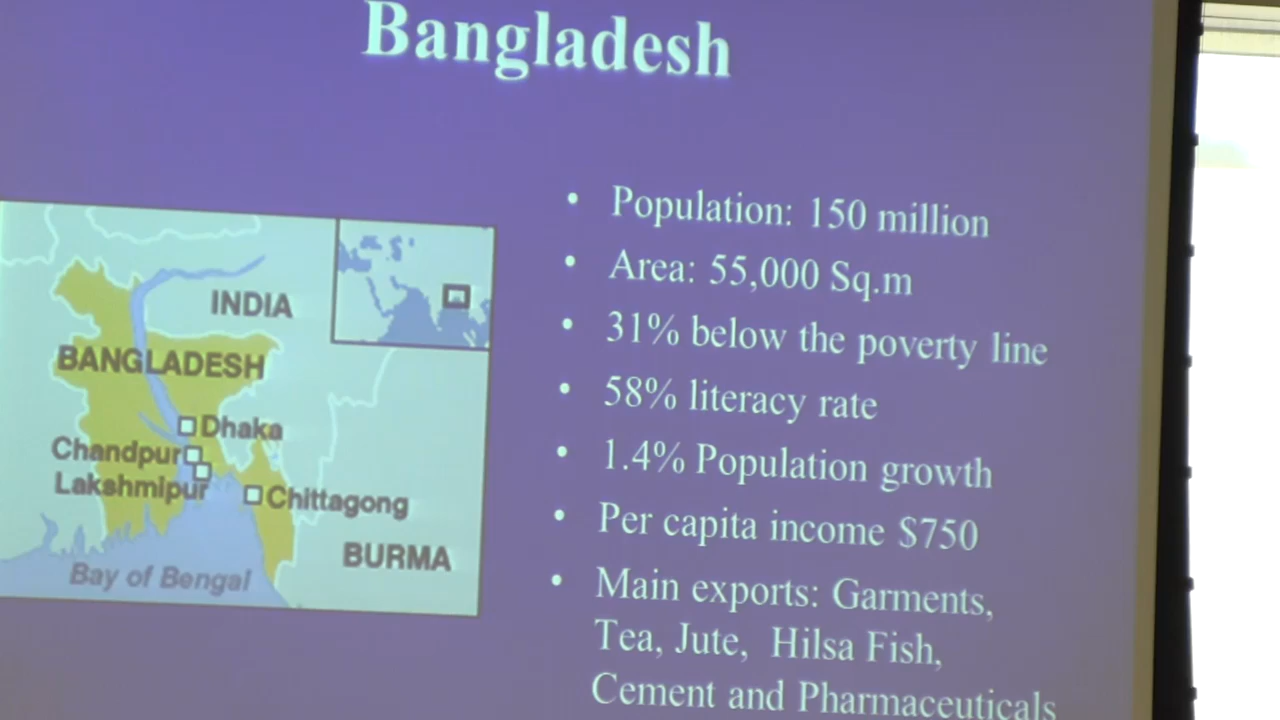 Bangladesh
INDIA
BANGLADESH
Dhaka
Chandpur
Lakshmipur
Chittagong
BURMA
Bay of Bengal
• Population: 150 million
• Area: 55,000 Sq.m
• 31% below the poverty line
• 58% literacy rate
• 1.4% Population growth
• Per capita income $750
• Main exports: Garments,
Tea, Jute, Hilsa Fish,
Cement and Pharmaceuticals